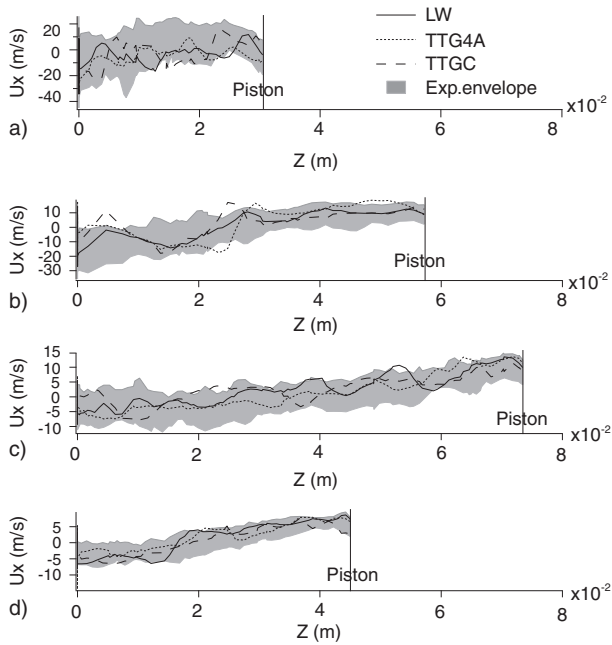 LW
TTG4A
TTGC
Exp.envelope
Ux (m/s)
20
0
-20
-40
Piston
a)
0 2 4 6 8
x10-2
Z (m)
Ux (m/s)
10
0
-10
-20
-30
Piston
b)
0 2 4 6 8
x10-2
Z (m)
Ux (m/s)
15
10
5
0
-5
-10
Piston
c)
0 2 4 6 8
x10-2
Z (m)
Ux (m/s)
5
0
-5
-10
Piston
d)
0 2 4 6 8
x10-2
Z (m)